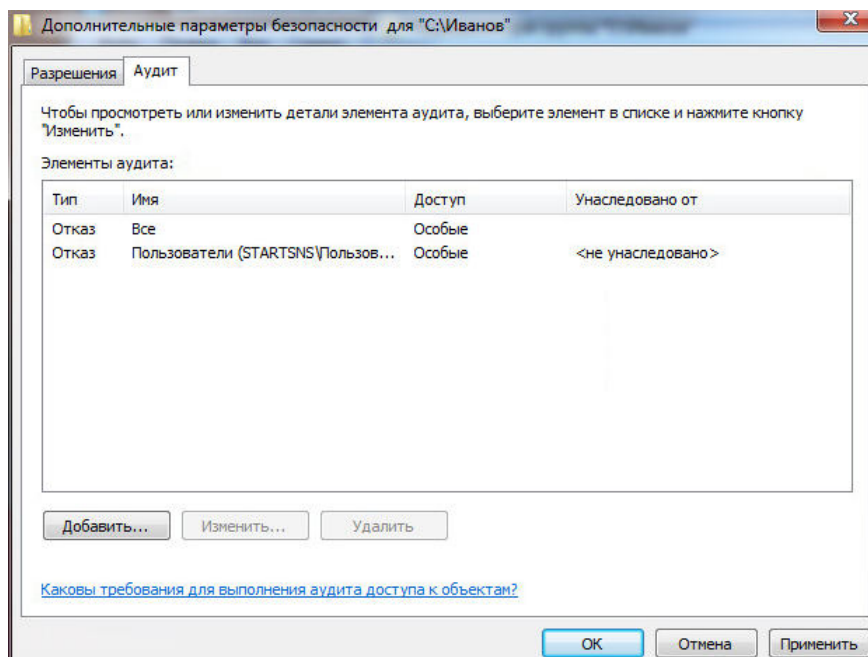 Дополнительные параметры безопасности для "C:\Иванов"
Разрешения Аудит
Чтобы просмотреть или изменить детали элемента аудита, выберите элемент в списке и нажмите кнопку
"Изменить".
Элементы аудита:
Тип Имя Доступ Унаследовано от
Отказ Все Особые
Отказ Пользователи (STARTSNS\Пользов... Особые <не унаследовано>
Добавить... Изменить... Удалить
Каковы требования для выполнения аудита доступа к объектам?
ОК Отмена Применить